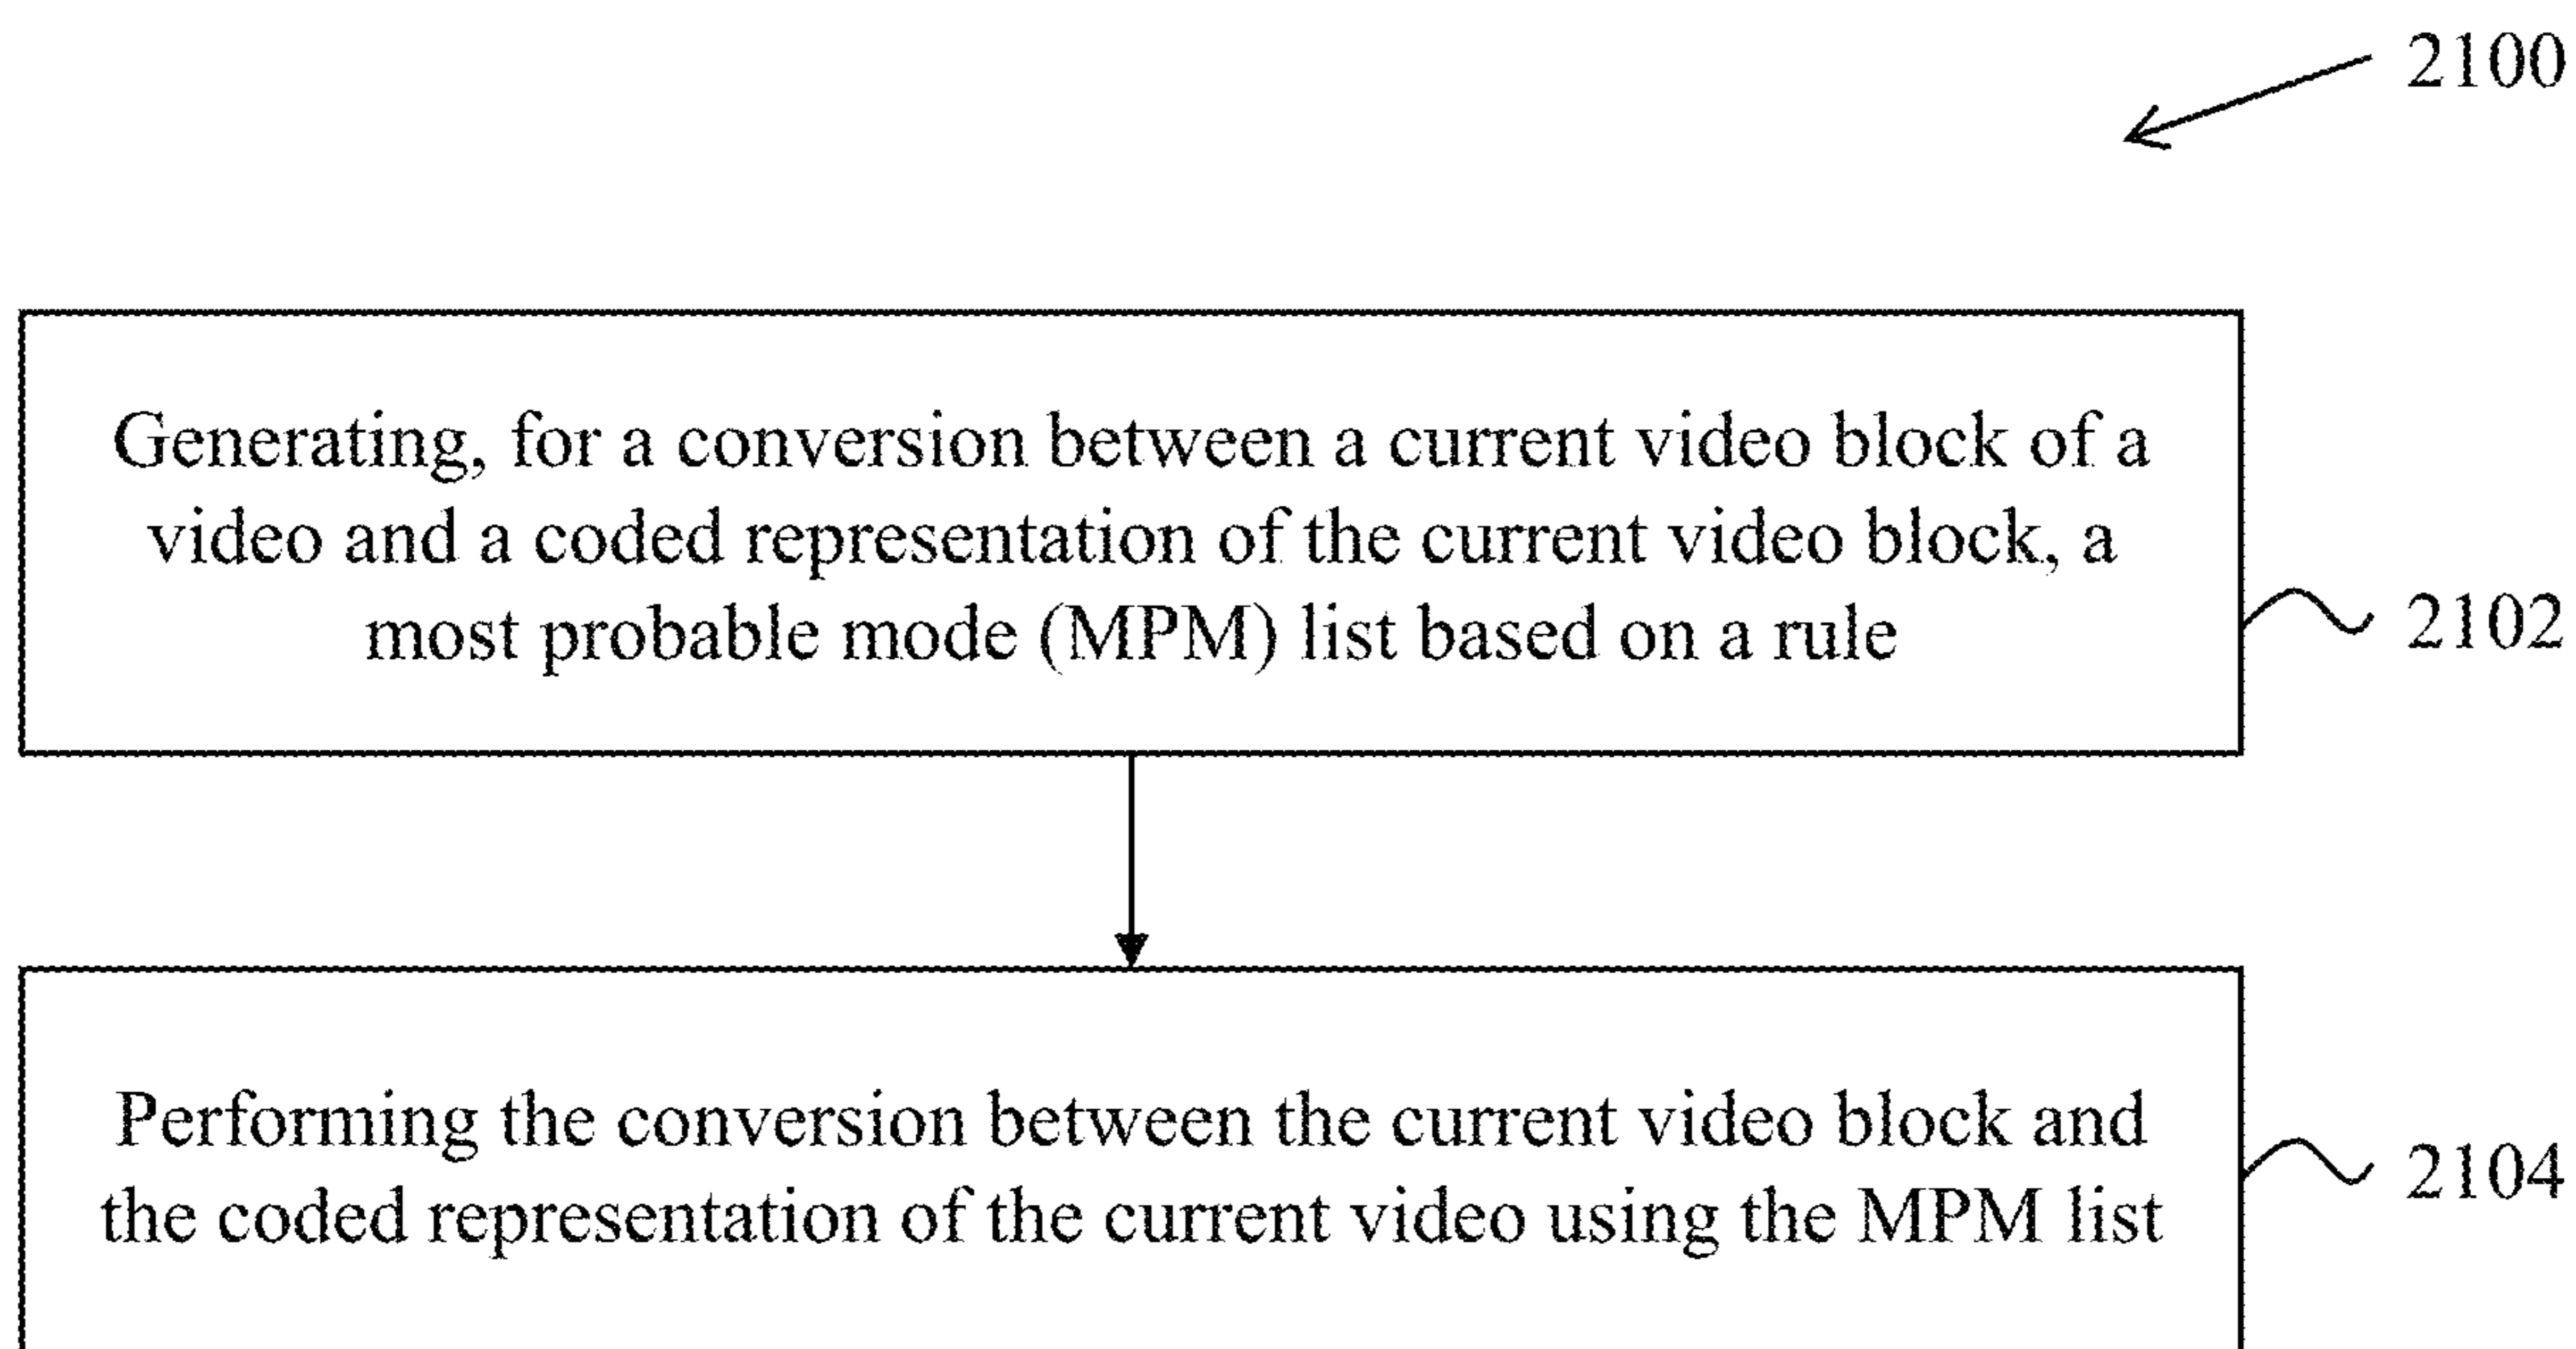 2100
Generating, for a conversion between a current video block of a
video and a coded representation of the current video block, a
most probable mode (MPM) list based on a rule
2102
Performing the conversion between the current video block and
the coded representation of the current video using the MPM list
2104